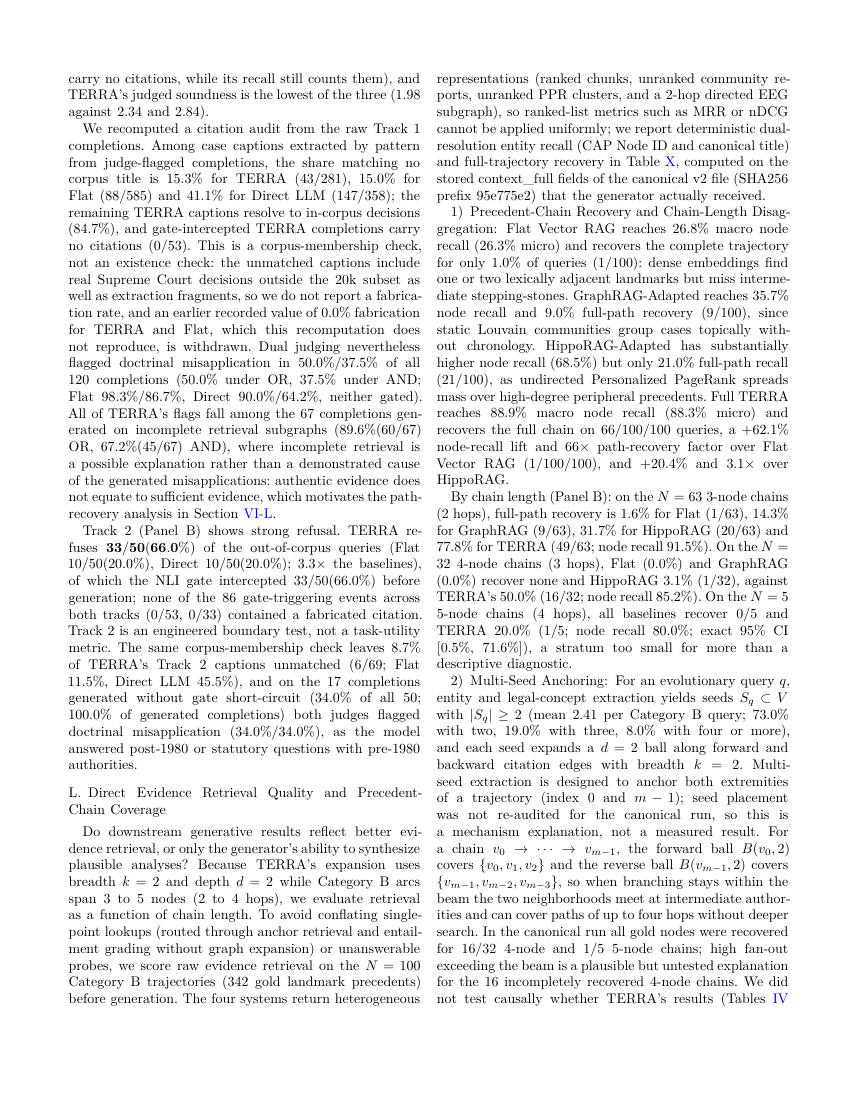 carry no citations, while its recall still counts them), and
TERRA's judged soundness is the lowest of the three (1.98
against 2.34 and 2.84).
We recomputed a citation audit from the raw Track 1
completions. Among case captions extracted by pattern
from judge-flagged completions, the share matching no
corpus title is 15.3% for TERRA (43/281), 15.0% for
Flat (88/585) and 41.1% for Direct LLM (147/358); the
remaining TERRA captions resolve to in-corpus decisions
(84.7%), and gate-intercepted TERRA completions carry
no citations (0/53). This is a corpus-membership check,
not an existence check: the unmatched captions include
real Supreme Court decisions outside the 20k subset as
well as extraction fragments, so we do not report a fabrica-
tion rate, and an earlier recorded value of 0.0% fabrication
for TERRA and Flat, which this recomputation does
not reproduce, is withdrawn. Dual judging nevertheless
flagged doctrinal misapplication in 50.0%/37.5% of all
120 completions (50.0% under OR, 37.5% under AND;
Flat 98.3%/86.7%, Direct 90.0%/64.2%, neither gated).
All of TERRA's flags fall among the 67 completions gen-
erated on incomplete retrieval subgraphs (89.6%(60/67)
OR, 67.2%(45/67) AND), where incomplete retrieval is
a possible explanation rather than a demonstrated cause
of the generated misapplications: authentic evidence does
not equate to sufficient evidence, which motivates the path-
recovery analysis in Section VI-L.
Track 2 (Panel B) shows strong refusal. TERRA re-
fuses 33/50(66.0%) of the out-of-corpus queries (Flat
10/50(20.0%), Direct 10/50(20.0%); 3.3× the baselines),
of which the NLI gate intercepted 33/50(66.0%) before
generation; none of the 86 gate-triggering events across
both tracks (0/53, 0/33) contained a fabricated citation.
Track 2 is an engineered boundary test, not a task-utility
metric. The same corpus-membership check leaves 8.7%
of TERRA's Track 2 captions unmatched (6/69; Flat
11.5%, Direct LLM 45.5%), and on the 17 completions
generated without gate short-circuit (34.0% of all 50;
100.0% of generated completions) both judges flagged
doctrinal misapplication (34.0%/34.0%), as the model
answered post-1980 or statutory questions with pre-1980
authorities.
L. Direct Evidence Retrieval Quality and Precedent-
Chain Coverage
Do downstream generative results reflect better evi-
dence retrieval, or only the generator's ability to synthesize
plausible analyses? Because TERRA's expansion uses
breadth k = 2 and depth d = 2 while Category B arcs
span 3 to 5 nodes (2 to 4 hops), we evaluate retrieval
as a function of chain length. To avoid conflating single-
point lookups (routed through anchor retrieval and entail-
ment grading without graph expansion) or unanswerable
probes, we score raw evidence retrieval on the N = 100
Category B trajectories (342 gold landmark precedents)
before generation. The four systems return heterogeneous
representations (ranked chunks, unranked community re-
ports, unranked PPR clusters, and a 2-hop directed EEG
subgraph), so ranked-list metrics such as MRR or nDCG
cannot be applied uniformly; we report deterministic dual-
resolution entity recall (CAP Node ID and canonical title)
and full-trajectory recovery in Table X, computed on the
stored context_full fields of the canonical v2 file (SHA256
prefix 95e775e2) that the generator actually received.
1) Precedent-Chain Recovery and Chain-Length Disag-
gregation: Flat Vector RAG reaches 26.8% macro node
recall (26.3% micro) and recovers the complete trajectory
for only 1.0% of queries (1/100): dense embeddings find
one or two lexically adjacent landmarks but miss interme-
diate stepping-stones. GraphRAG-Adapted reaches 35.7%
node recall and 9.0% full-path recovery (9/100), since
static Louvain communities group cases topically with-
out chronology. HippoRAG-Adapted has substantially
higher node recall (68.5%) but only 21.0% full-path recall
(21/100), as undirected Personalized PageRank spreads
mass over high-degree peripheral precedents. Full TERRA
reaches 88.9% macro node recall (88.3% micro) and
recovers the full chain on 66/100/100 queries, a +62.1%
node-recall lift and 66× path-recovery factor over Flat
Vector RAG (1/100/100), and +20.4% and 3.1× over
HippoRAG.
By chain length (Panel B): on the N = 63 3-node chains
(2 hops), full-path recovery is 1.6% for Flat (1/63), 14.3%
for GraphRAG (9/63), 31.7% for HippoRAG (20/63) and
77.8% for TERRA (49/63; node recall 91.5%). On the N =
32 4-node chains (3 hops), Flat (0.0%) and GraphRAG
(0.0%) recover none and HippoRAG 3.1% (1/32), against
TERRA's 50.0% (16/32; node recall 85.2%). On the N = 5
5-node chains (4 hops), all baselines recover 0/5 and
TERRA 20.0% (1/5; node recall 80.0%; exact 95% CI
[0.5%, 71.6%]), a stratum too small for more than a
descriptive diagnostic.
2) Multi-Seed Anchoring: For an evolutionary query q,
entity and legal-concept extraction yields seeds S_q ⊂ V
with |S_q| ≥ 2 (mean 2.41 per Category B query; 73.0%
with two, 19.0% with three, 8.0% with four or more),
and each seed expands a d = 2 ball along forward and
backward citation edges with breadth k = 2. Multi-
seed extraction is designed to anchor both extremities
of a trajectory (index 0 and m − 1); seed placement
was not re-audited for the canonical run, so this is
a mechanism explanation, not a measured result. For
a chain v_0 → ⋯ → v_{m−1}, the forward ball B(v_0, 2)
covers {v_0, v_1, v_2} and the reverse ball B(v_{m−1}, 2) covers
{v_{m−1}, v_{m−2}, v_{m−3}}, so when branching stays within the
beam the two neighborhoods meet at intermediate author-
ities and can cover paths of up to four hops without deeper
search. In the canonical run all gold nodes were recovered
for 16/32 4-node and 1/5 5-node chains; high fan-out
exceeding the beam is a plausible but untested explanation
for the 16 incompletely recovered 4-node chains. We did
not test causally whether TERRA's results (Tables IV